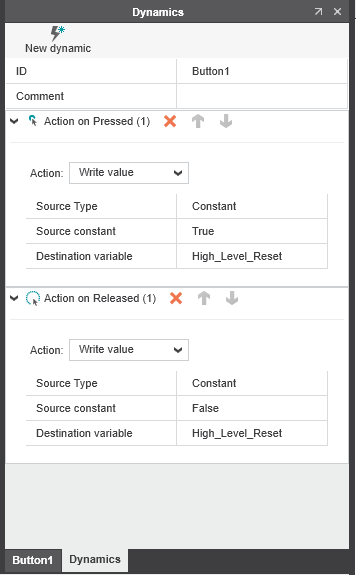 Dynamics
New dynamic
ID Button1
Comment
Action on Pressed (1)
Action: Write value
Source Type Constant
Source constant True
Destination variable High_Level_Reset
Action on Released (1)
Action: Write value
Source Type Constant
Source constant False
Destination variable High_Level_Reset
Button1 Dynamics